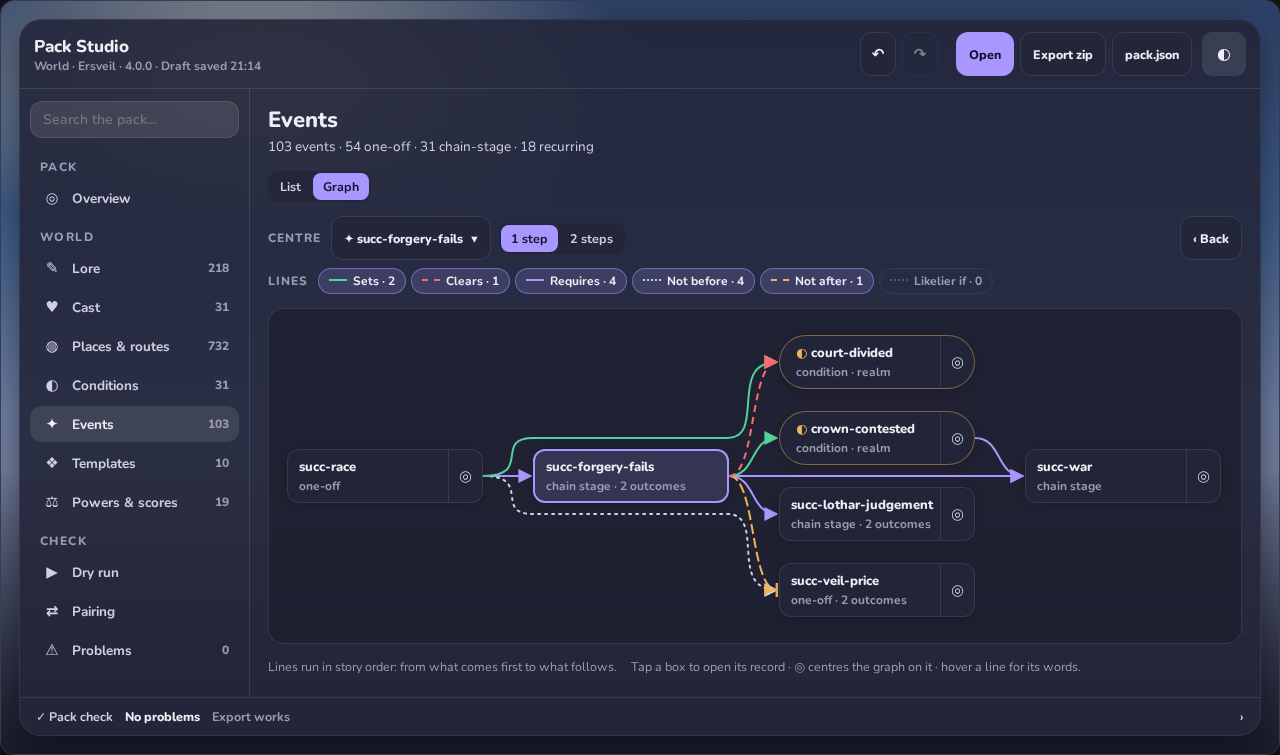 Pack Studio
World · Ersveil · 4.0.0 · Draft saved 21:14
Open
Export zip
pack.json
Search the pack…
PACK
Overview
WORLD
Lore 218
Cast 31
Places & routes 732
Conditions 31
Events 103
Templates 10
Powers & scores 19
CHECK
Dry run
Pairing
Problems 0
Events
103 events · 54 one-off · 31 chain-stage · 18 recurring
List Graph
CENTRE ✦ succ-forgery-fails ▾ 1 step 2 steps ‹ Back
LINES Sets · 2 Clears · 1 Requires · 4 Not before · 4 Not after · 1 Likelier if · 0
court-divided
condition · realm
crown-contested
condition · realm
succ-race
one-off
succ-forgery-fails
chain stage · 2 outcomes
succ-war
chain stage
succ-lothar-judgement
chain stage · 2 outcomes
succ-veil-price
one-off · 2 outcomes
Lines run in story order: from what comes first to what follows. Tap a box to open its record · ◎ centres the graph on it · hover a line for its words.
✓ Pack check No problems Export works ›